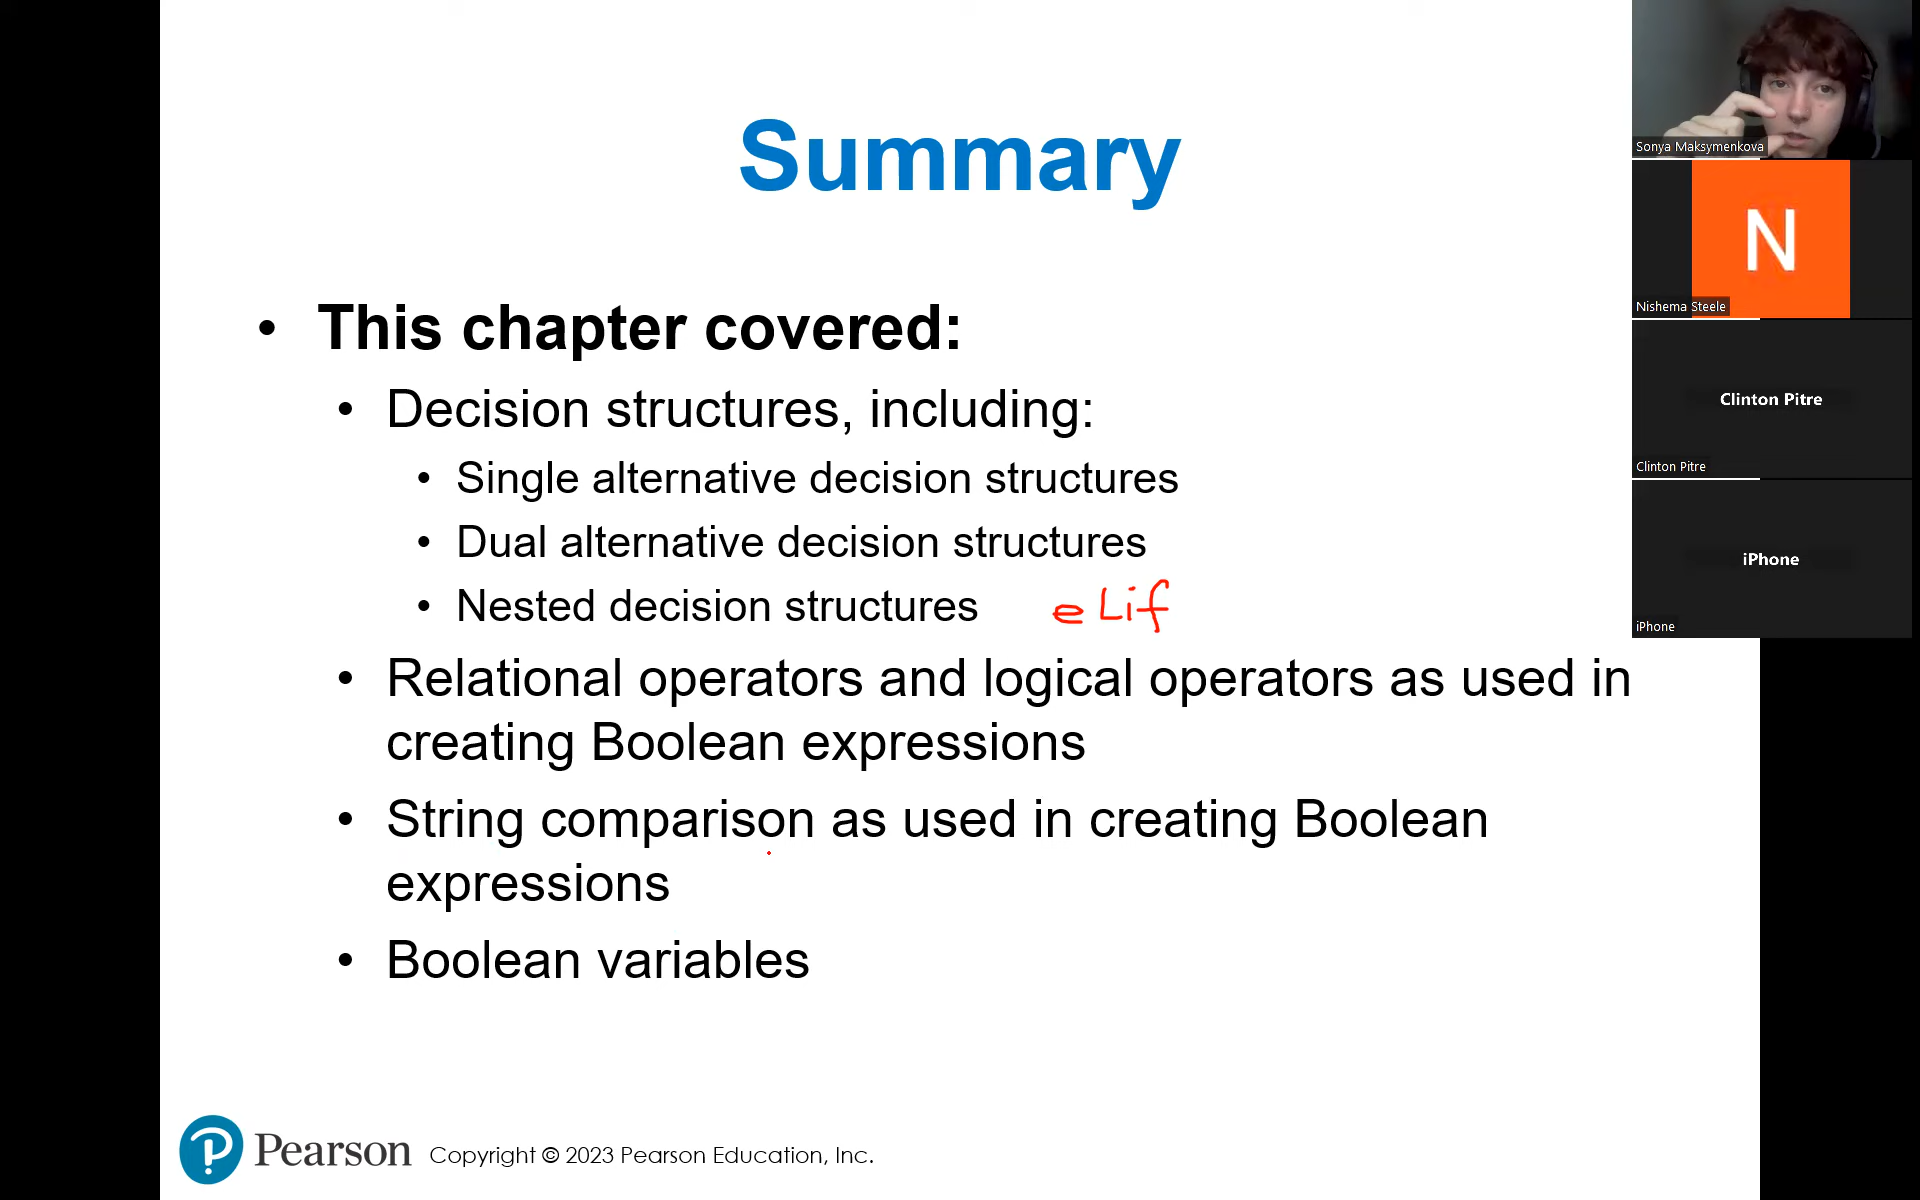 Summary
• This chapter covered:
• Decision structures, including:
• Single alternative decision structures
• Dual alternative decision structures
• Nested decision structures eLif
• Relational operators and logical operators as used in
creating Boolean expressions
• String comparison as used in creating Boolean
expressions
• Boolean variables
P Pearson Copyright © 2023 Pearson Education, Inc.
Sonya Maksymenkova
N
Nishema Steele
Clinton Pitre
Clinton Pitre
iPhone
iPhone